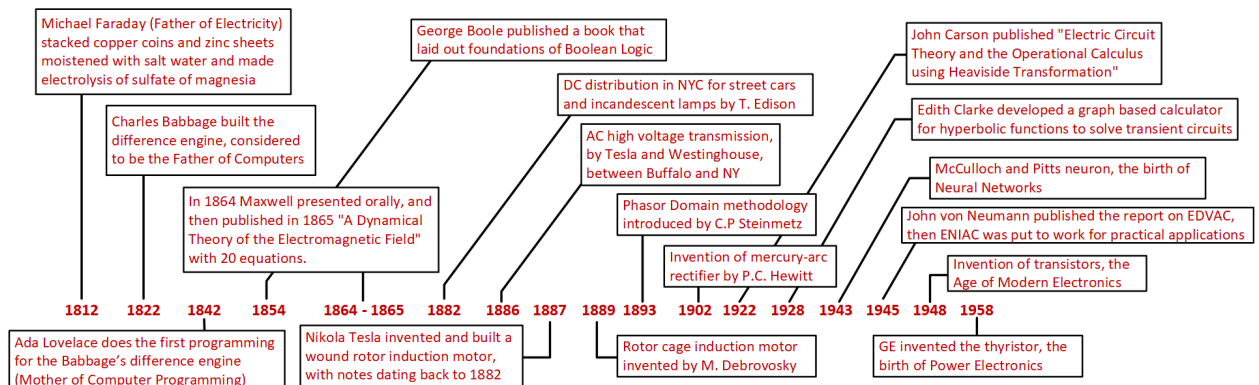 Michael Faraday (Father of Electricity)
stacked copper coins and zinc sheets
moistened with salt water and made
electrolysis of sulfate of magnesia
George Boole published a book that
laid out foundations of Boolean Logic
John Carson published "Electric Circuit
Theory and the Operational Calculus
using Heaviside Transformation"
DC distribution in NYC for street cars
and incandescent lamps by T. Edison
Charles Babbage built the
difference engine, considered
to be the Father of Computers
Edith Clarke developed a graph based calculator
for hyperbolic functions to solve transient circuits
AC high voltage transmission,
by Tesla and Westinghouse,
between Buffalo and NY
McCulloch and Pitts neuron, the birth of
Neural Networks
In 1864 Maxwell presented orally, and
then published in 1865 "A Dynamical
Theory of the Electromagnetic Field"
with 20 equations.
Phasor Domain methodology
introduced by C.P Steinmetz
John von Neumann published the report on EDVAC,
then ENIAC was put to work for practical applications
Invention of mercury-arc
rectifier by P.C. Hewitt
Invention of transistors, the
Age of Modern Electronics
1812 1822 1842 1854 1864 - 1865 1882 1886 1887 1889 1893 1902 1922 1928 1943 1945 1948 1958
Ada Lovelace does the first programming
for the Babbage's difference engine
(Mother of Computer Programming)
Nikola Tesla invented and built a
wound rotor induction motor,
with notes dating back to 1882
Rotor cage induction motor
invented by M. Debrovosky
GE invented the thyristor, the
birth of Power Electronics